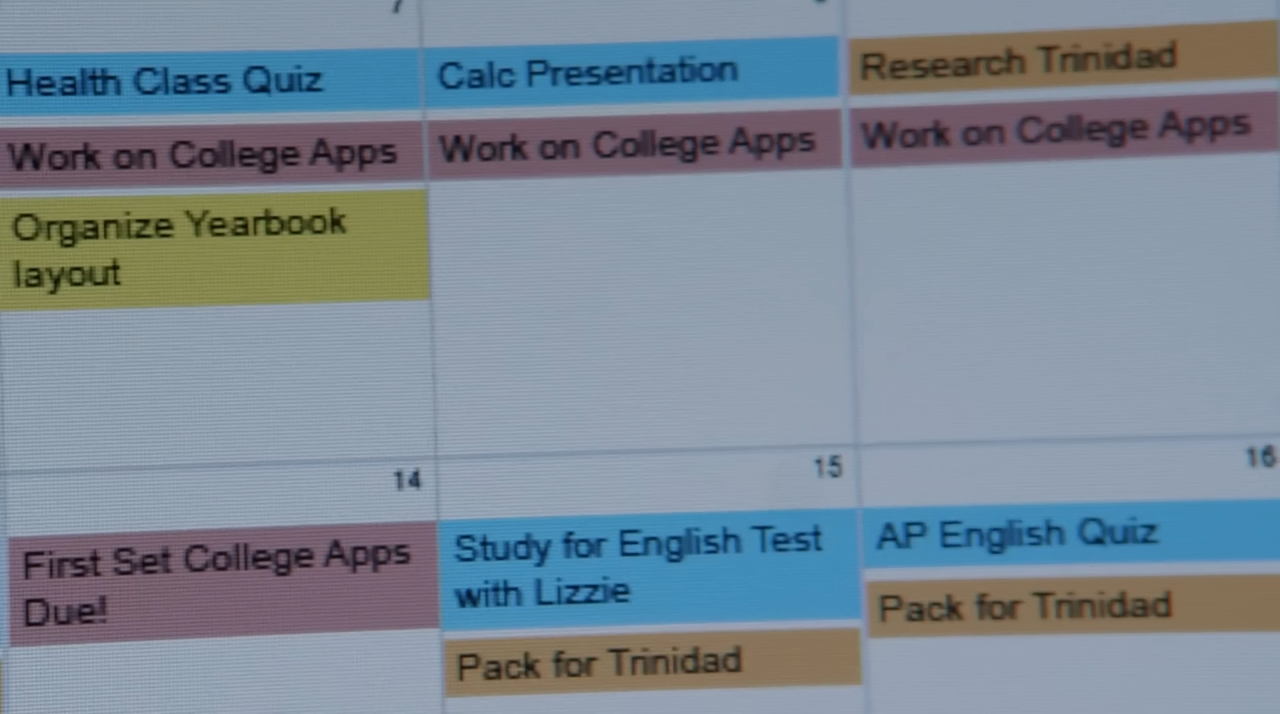 7
Health Class Quiz
Calc Presentation
Research Trinidad
Work on College Apps
Work on College Apps
Work on College Apps
Organize Yearbook
layout
14
15
16
First Set College Apps
Due!
Study for English Test
with Lizzie
AP English Quiz
Pack for Trinidad
Pack for Trinidad